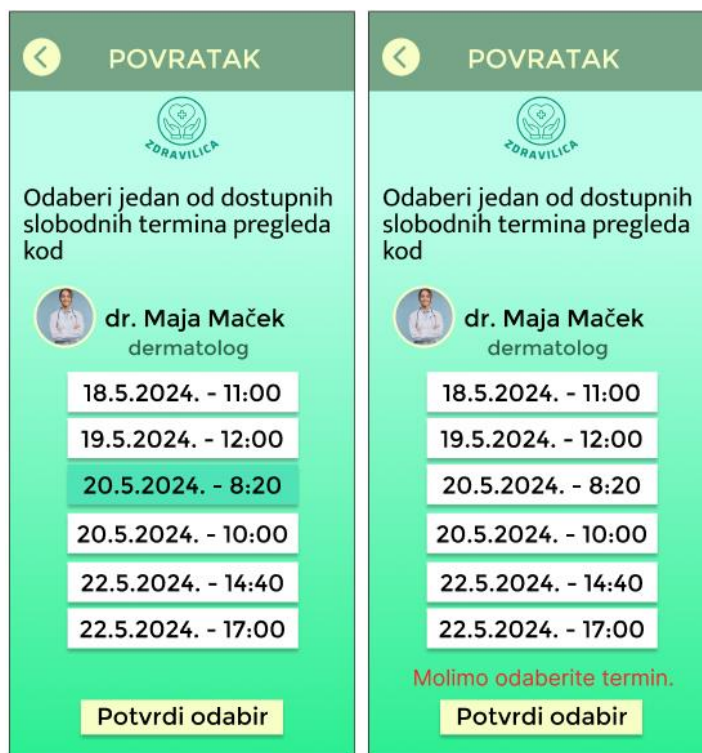 POVRATAK
ZDRAVILICA
Odaberi jedan od dostupnih
slobodnih termina pregleda
kod
dr. Maja Maček
dermatolog
18.5.2024. - 11:00
19.5.2024. - 12:00
20.5.2024. - 8:20
20.5.2024. - 10:00
22.5.2024. - 14:40
22.5.2024. - 17:00
Potvrdi odabir
POVRATAK
ZDRAVILICA
Odaberi jedan od dostupnih
slobodnih termina pregleda
kod
dr. Maja Maček
dermatolog
18.5.2024. - 11:00
19.5.2024. - 12:00
20.5.2024. - 8:20
20.5.2024. - 10:00
22.5.2024. - 14:40
22.5.2024. - 17:00
Molimo odaberite termin.
Potvrdi odabir